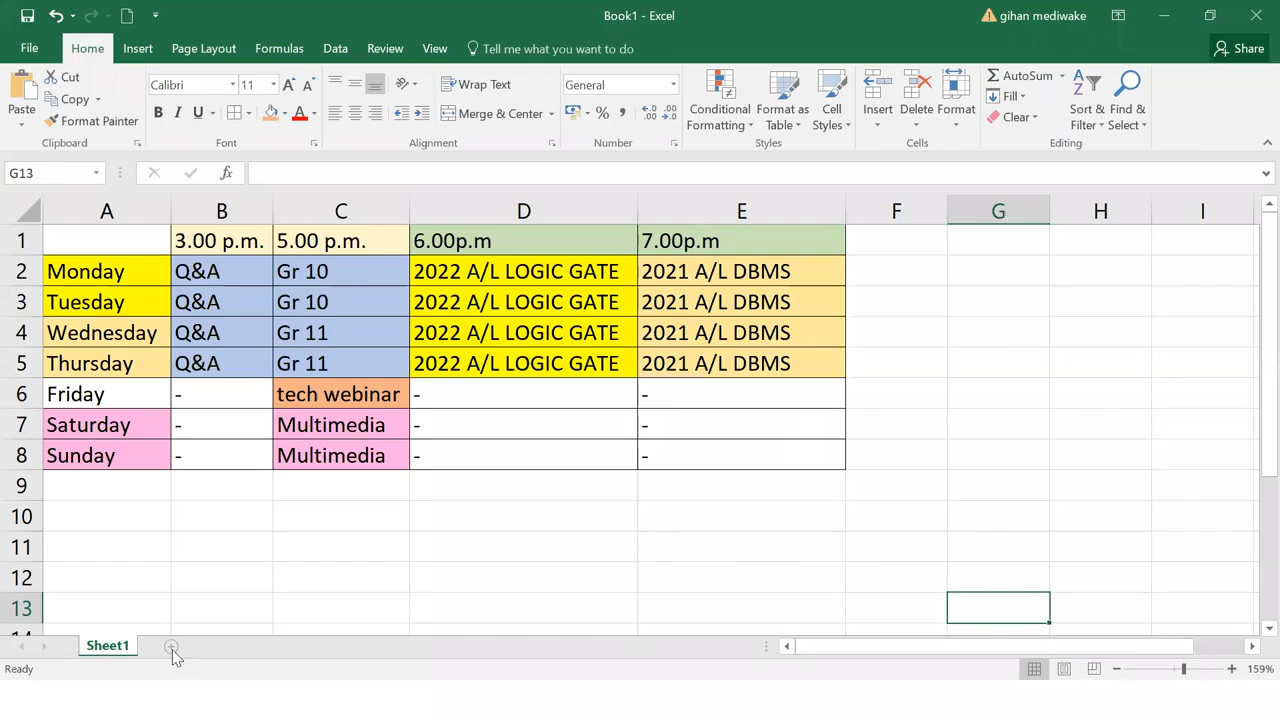 Book1 - Excel
gihan mediwake
File Home Insert Page Layout Formulas Data Review View Tell me what you want to do Share
Paste
Cut
Copy
Format Painter
Clipboard
Calibri 11
B I U
Font
Wrap Text
Merge & Center
Alignment
General
Number
Conditional Formatting
Format as Table
Cell Styles
Styles
Insert Delete Format
Cells
AutoSum
Fill
Clear
Sort & Filter
Find & Select
Editing
G13 fx
A B C D E F G H I
1 3.00 p.m. 5.00 p.m. 6.00p.m 7.00p.m
2 Monday Q&A Gr 10 2022 A/L LOGIC GATE 2021 A/L DBMS
3 Tuesday Q&A Gr 10 2022 A/L LOGIC GATE 2021 A/L DBMS
4 Wednesday Q&A Gr 11 2022 A/L LOGIC GATE 2021 A/L DBMS
5 Thursday Q&A Gr 11 2022 A/L LOGIC GATE 2021 A/L DBMS
6 Friday - tech webinar - -
7 Saturday - Multimedia - -
8 Sunday - Multimedia - -
9
10
11
12
13
14
Sheet1
Ready 159%